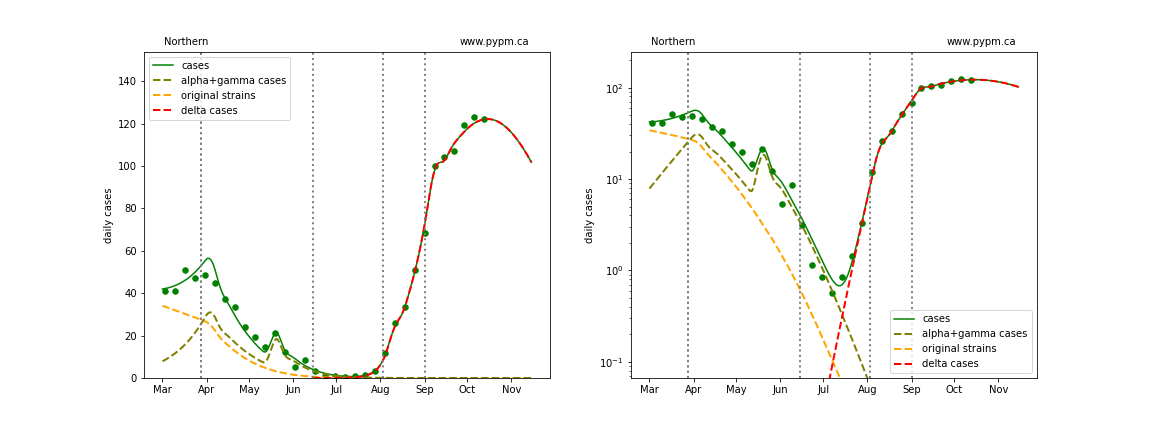 Northern www.pypm.ca
cases
alpha+gamma cases
original strains
delta cases
daily cases
140
120
100
80
60
40
20
0
Mar Apr May Jun Jul Aug Sep Oct Nov
Northern www.pypm.ca
daily cases
10²
10¹
10⁰
10⁻¹
cases
alpha+gamma cases
original strains
delta cases
Mar Apr May Jun Jul Aug Sep Oct Nov